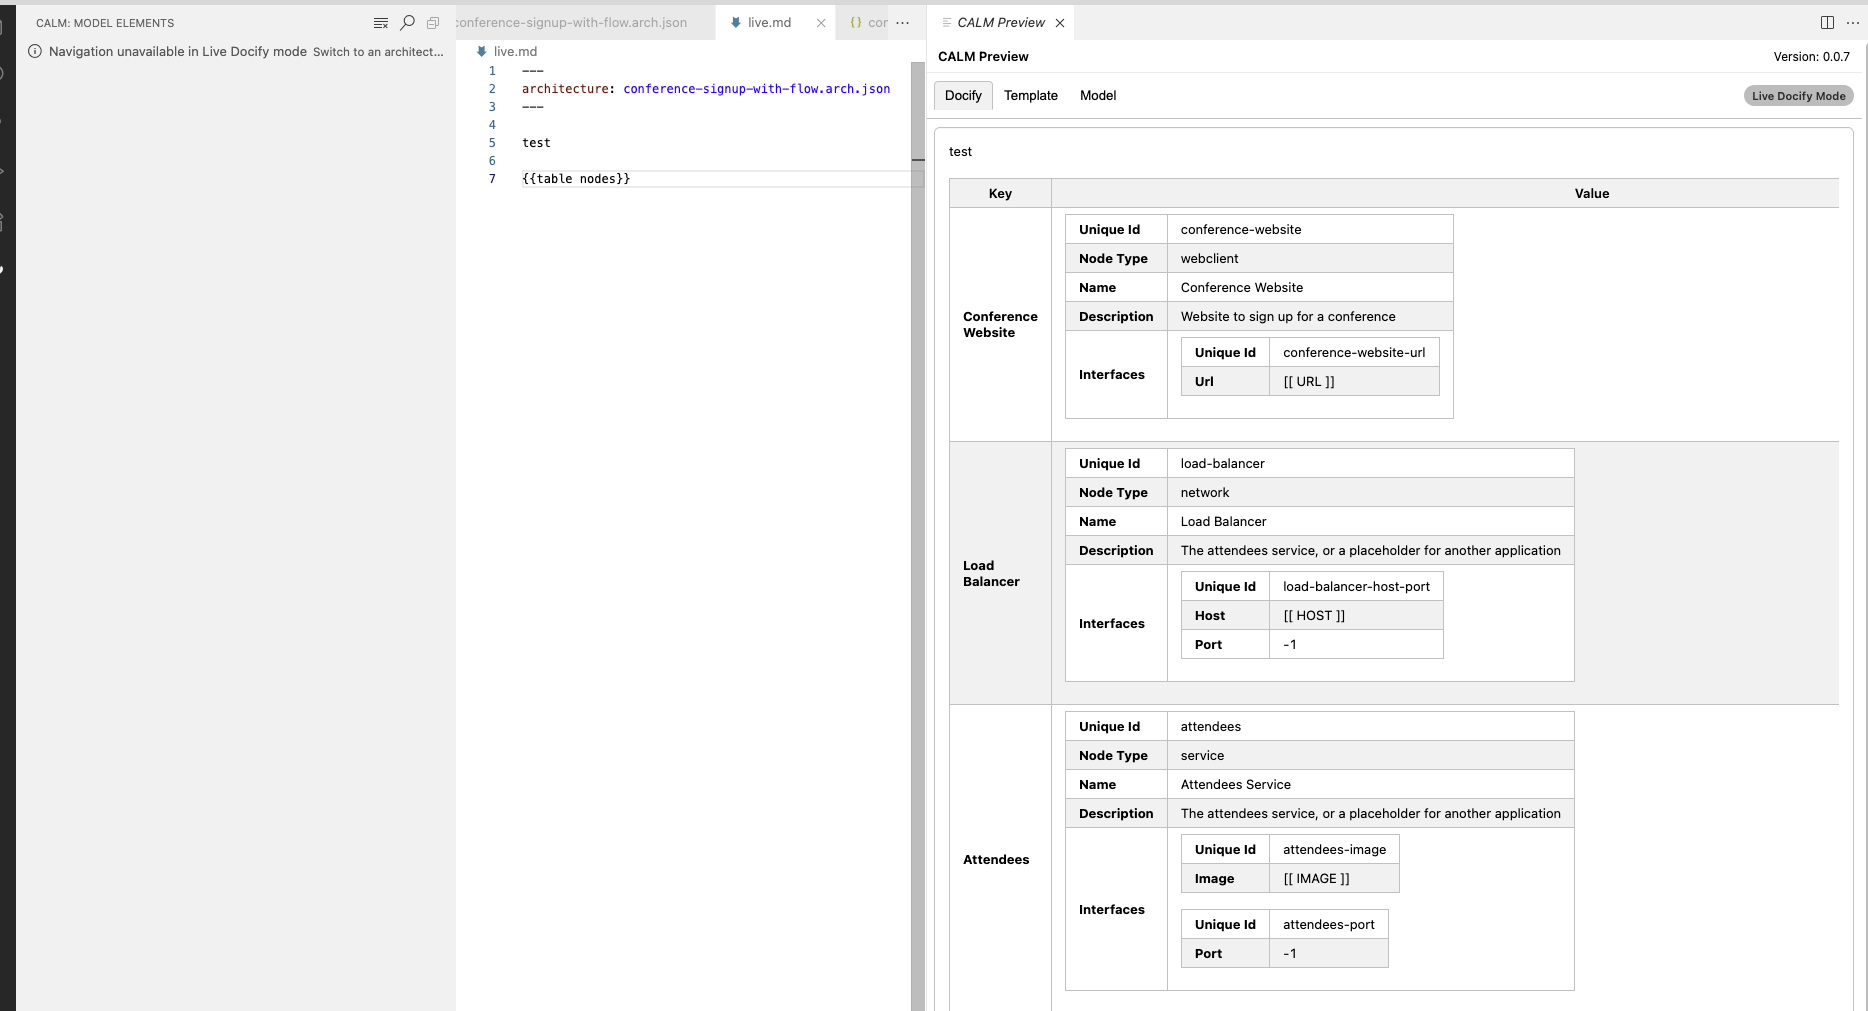 CALM: MODEL ELEMENTS
Navigation unavailable in Live Docify mode Switch to an architect...
conference-signup-with-flow.arch.json
live.md
{} cor
live.md
1 ---
2 architecture: conference-signup-with-flow.arch.json
3 ---
4
5 test
6
7 {{table nodes}}
CALM Preview
CALM Preview
Version: 0.0.7
Docify Template Model
Live Docify Mode
test
Key Value
Conference
Website
Unique Id conference-website
Node Type webclient
Name Conference Website
Description Website to sign up for a conference
Interfaces
Unique Id conference-website-url
Url [[ URL ]]
Load
Balancer
Unique Id load-balancer
Node Type network
Name Load Balancer
Description The attendees service, or a placeholder for another application
Interfaces
Unique Id load-balancer-host-port
Host [[ HOST ]]
Port -1
Attendees
Unique Id attendees
Node Type service
Name Attendees Service
Description The attendees service, or a placeholder for another application
Interfaces
Unique Id attendees-image
Image [[ IMAGE ]]
Unique Id attendees-port
Port -1